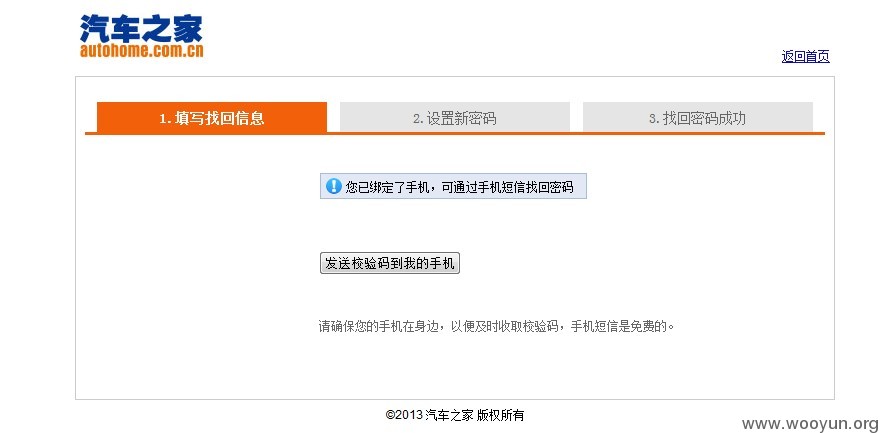 汽车之家
autohome.com.cn
返回首页
1.填写找回信息
2.设置新密码
3.找回密码成功
您已绑定了手机，可通过手机短信找回密码
发送校验码到我的手机
请确保您的手机在身边，以便及时收取校验码，手机短信是免费的。
©2013 汽车之家 版权所有
www.wooyun.org